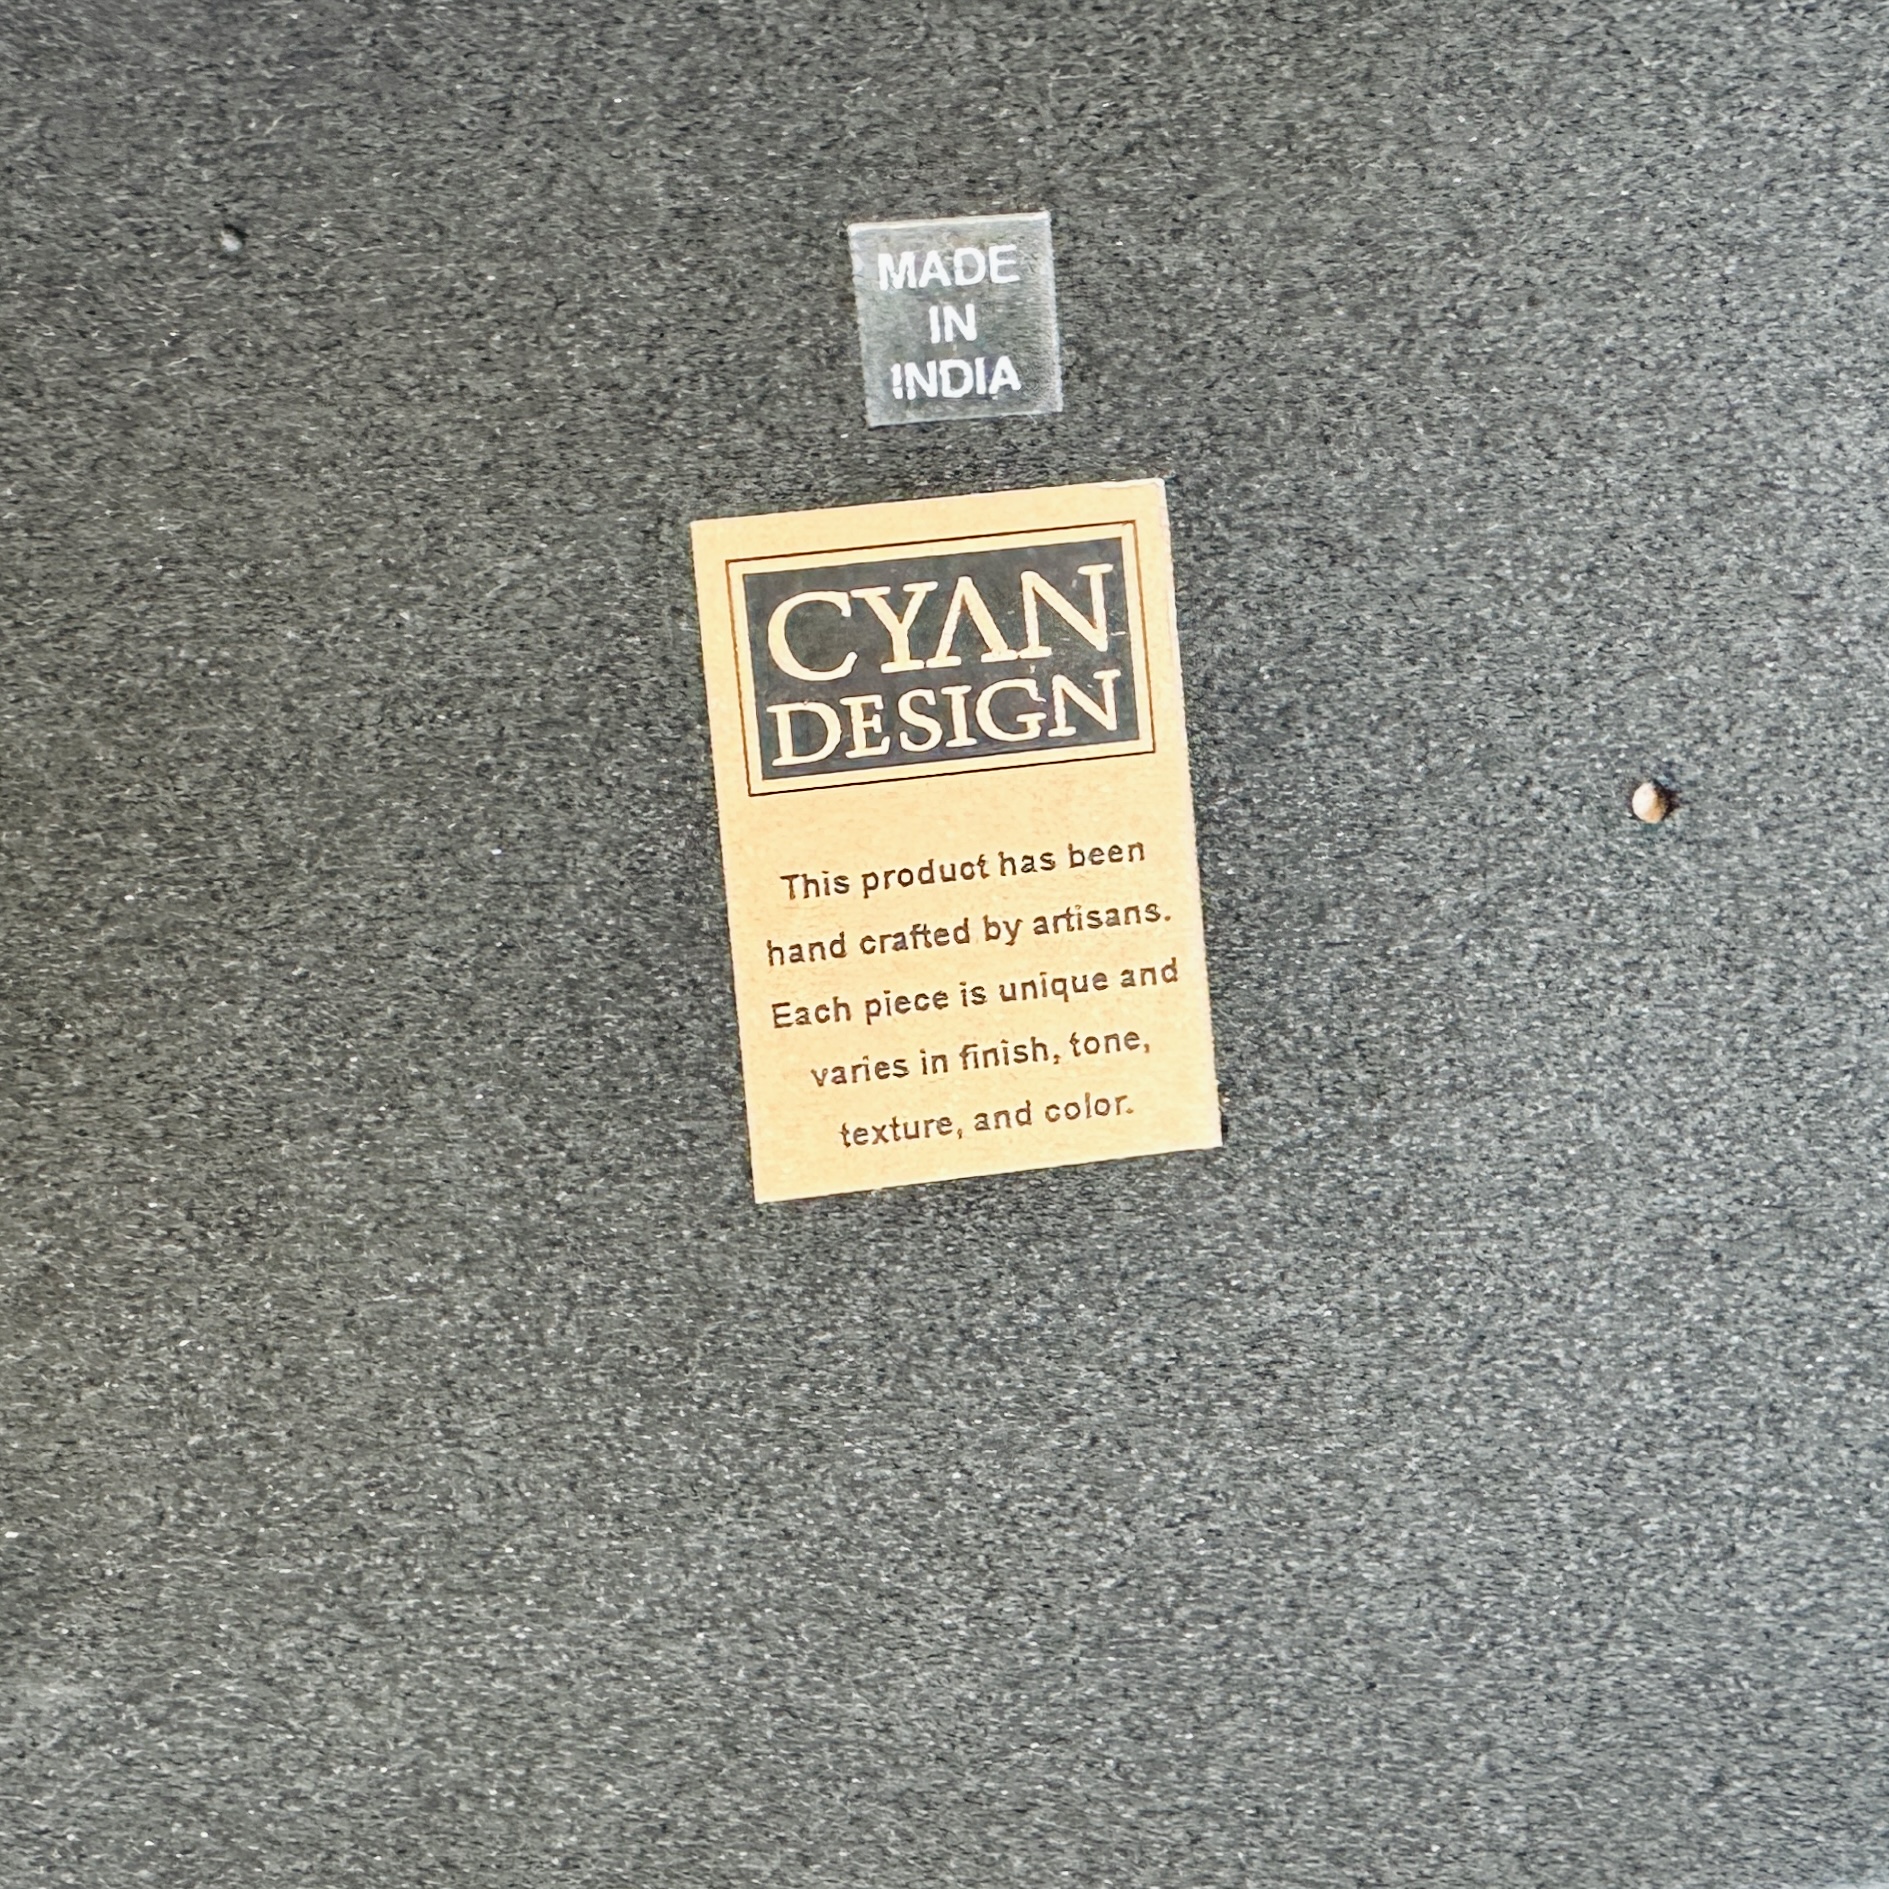 MADE
IN
INDIA
CYAN
DESIGN
This product has been
hand crafted by artisans.
Each piece is unique and
varies in finish, tone,
texture, and color.